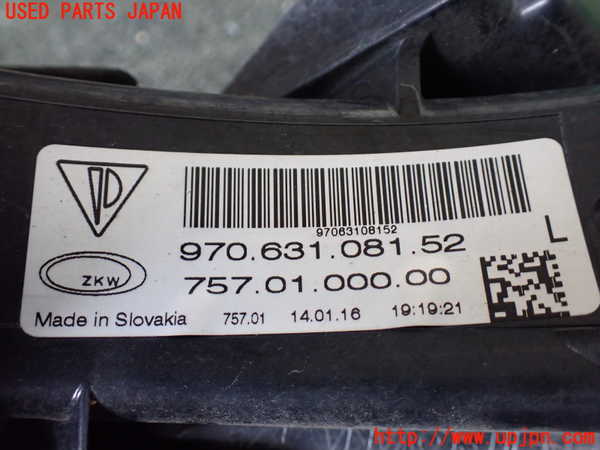 USED PARTS JAPAN
97063108152
970.631.081.52
L
ZKW
757.01.000.00
Made in Slovakia 757.01 14.01.16 19:19:21
http://www.upjpn.com/